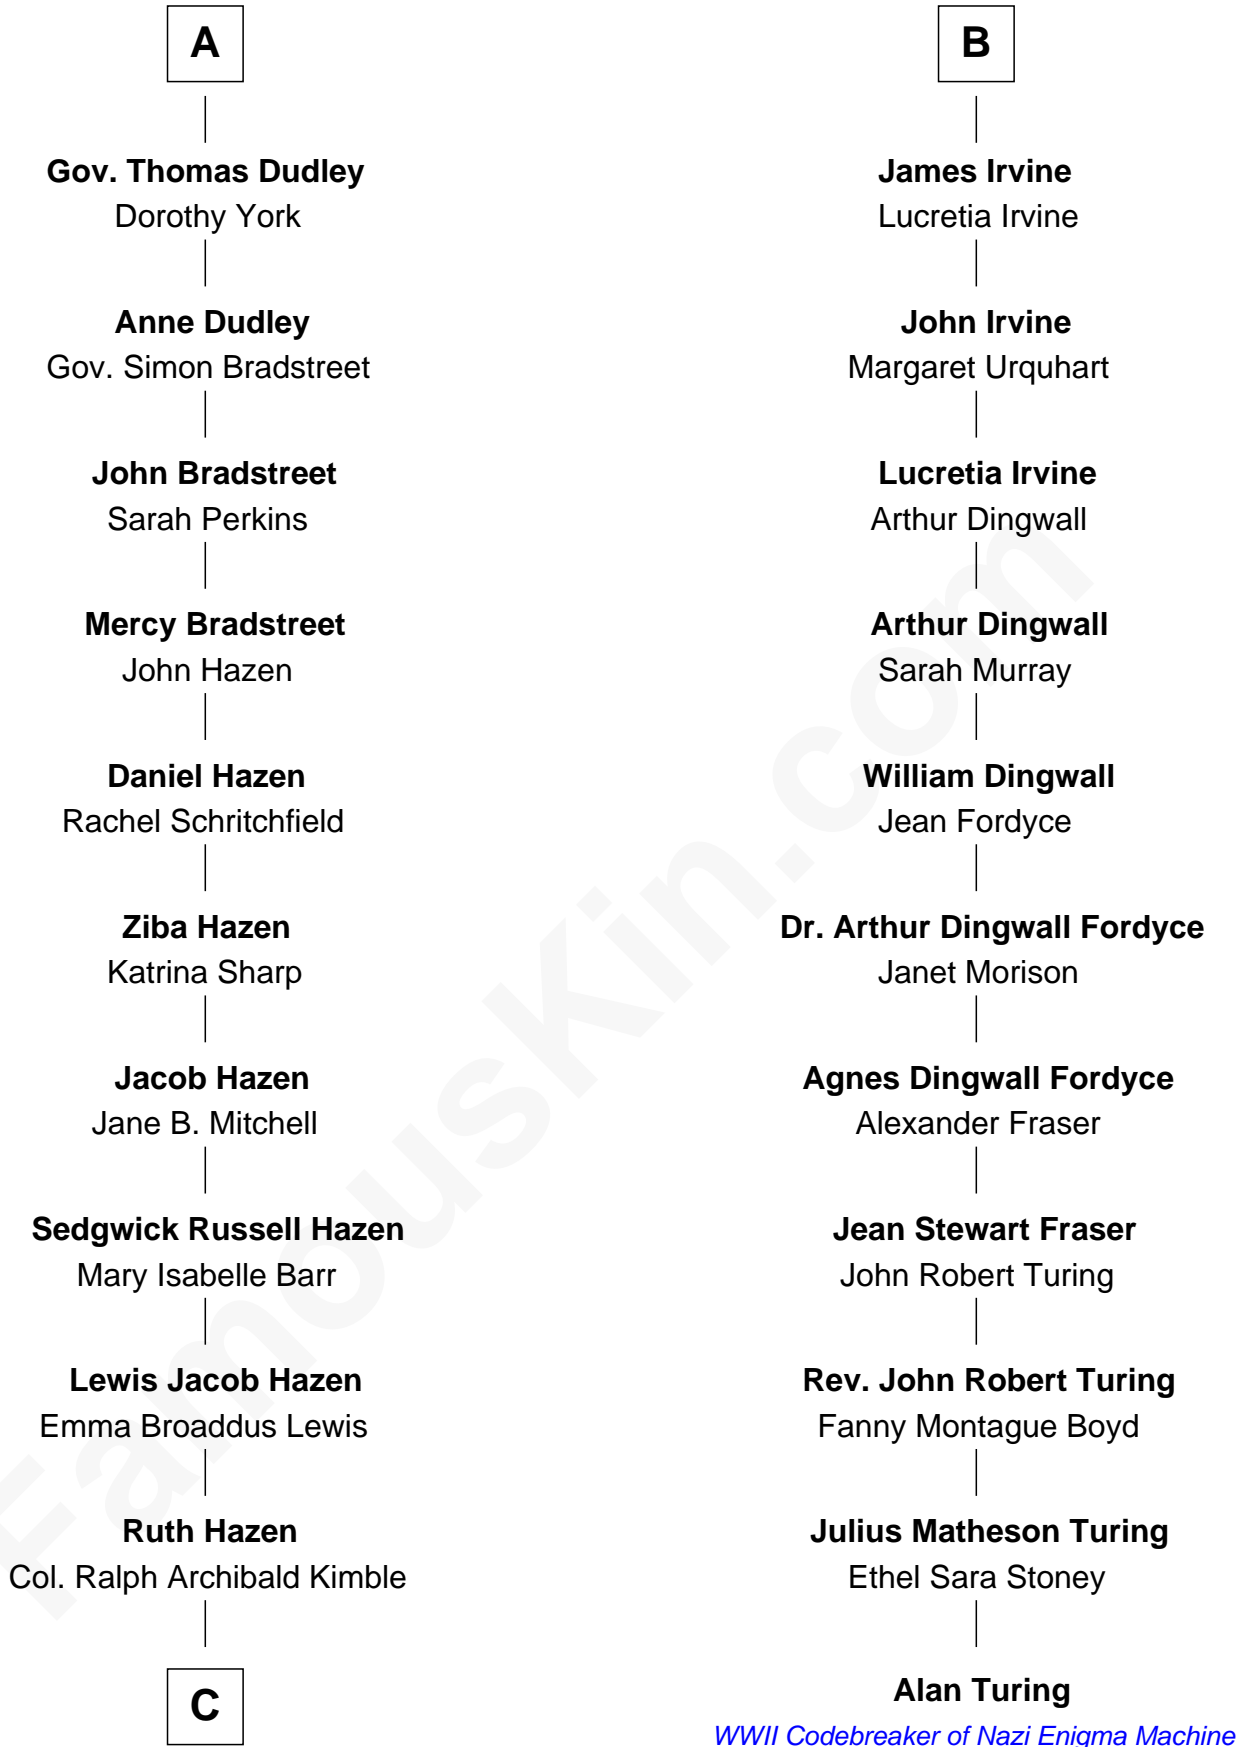 A
Gov. Thomas Dudley
Dorothy York
Anne Dudley
Gov. Simon Bradstreet
John Bradstreet
Sarah Perkins
Mercy Bradstreet
John Hazen
Daniel Hazen
Rachel Schritchfield
Ziba Hazen
Katrina Sharp
Jacob Hazen
Jane B. Mitchell
Sedgwick Russell Hazen
Mary Isabelle Barr
Lewis Jacob Hazen
Emma Broaddus Lewis
Ruth Hazen
Col. Ralph Archibald Kimble
C
B
James Irvine
Lucretia Irvine
John Irvine
Margaret Urquhart
Lucretia Irvine
Arthur Dingwall
Arthur Dingwall
Sarah Murray
William Dingwall
Jean Fordyce
Dr. Arthur Dingwall Fordyce
Janet Morison
Agnes Dingwall Fordyce
Alexander Fraser
Jean Stewart Fraser
John Robert Turing
Rev. John Robert Turing
Fanny Montague Boyd
Julius Matheson Turing
Ethel Sara Stoney
Alan Turing
WWII Codebreaker of Nazi Enigma Machine
FamousKin.com